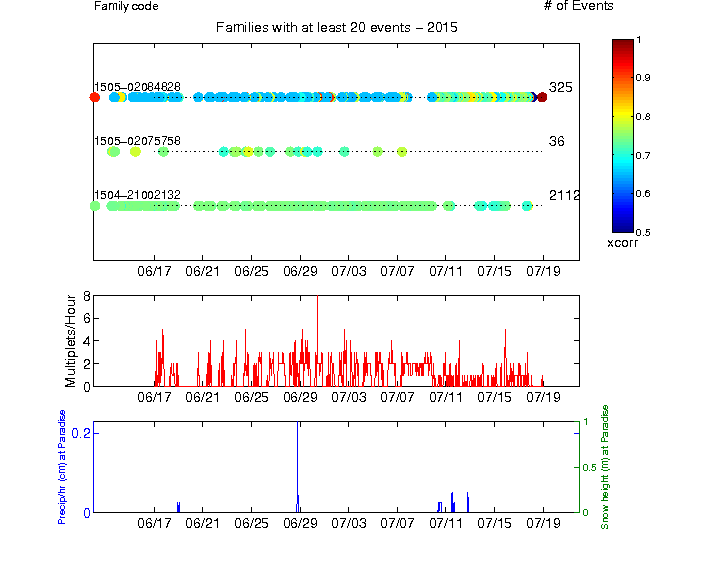 Family code
# of Events
Families with at least 20 events − 2015
1505−02084828
325
1505−02075758
36
1504−21002132
2112
06/17 06/21 06/25 06/29 07/03 07/07 07/11 07/15 07/19
1
0.9
0.8
0.7
0.6
0.5
xcorr
Multiplets/Hour
8
6
4
2
0
06/17 06/21 06/25 06/29 07/03 07/07 07/11 07/15 07/19
Precip/hr (cm) at Paradise
0.2
0
1
0.5
0
Snow height (m) at Paradise
06/17 06/21 06/25 06/29 07/03 07/07 07/11 07/15 07/19